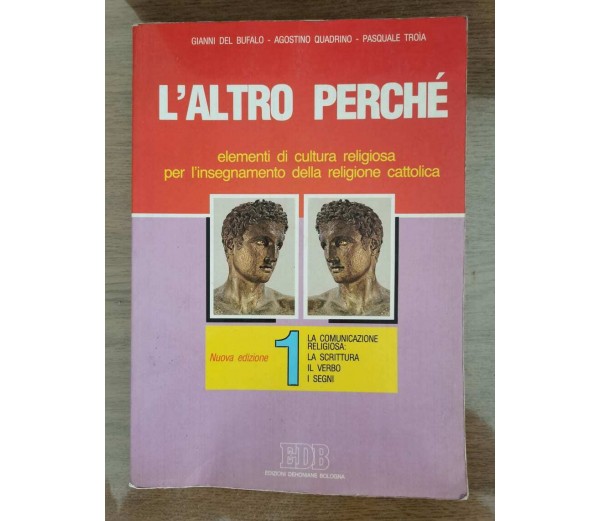 GIANNI DEL BUFALO - AGOSTINO QUADRINO - PASQUALE TROÌA
L'ALTRO PERCHÉ
elementi di cultura religiosa
per l'insegnamento della religione cattolica
Nuova edizione
1
LA COMUNICAZIONE
RELIGIOSA:
LA SCRITTURA
IL VERBO
I SEGNI
EDB
EDIZIONI DEHONIANE BOLOGNA